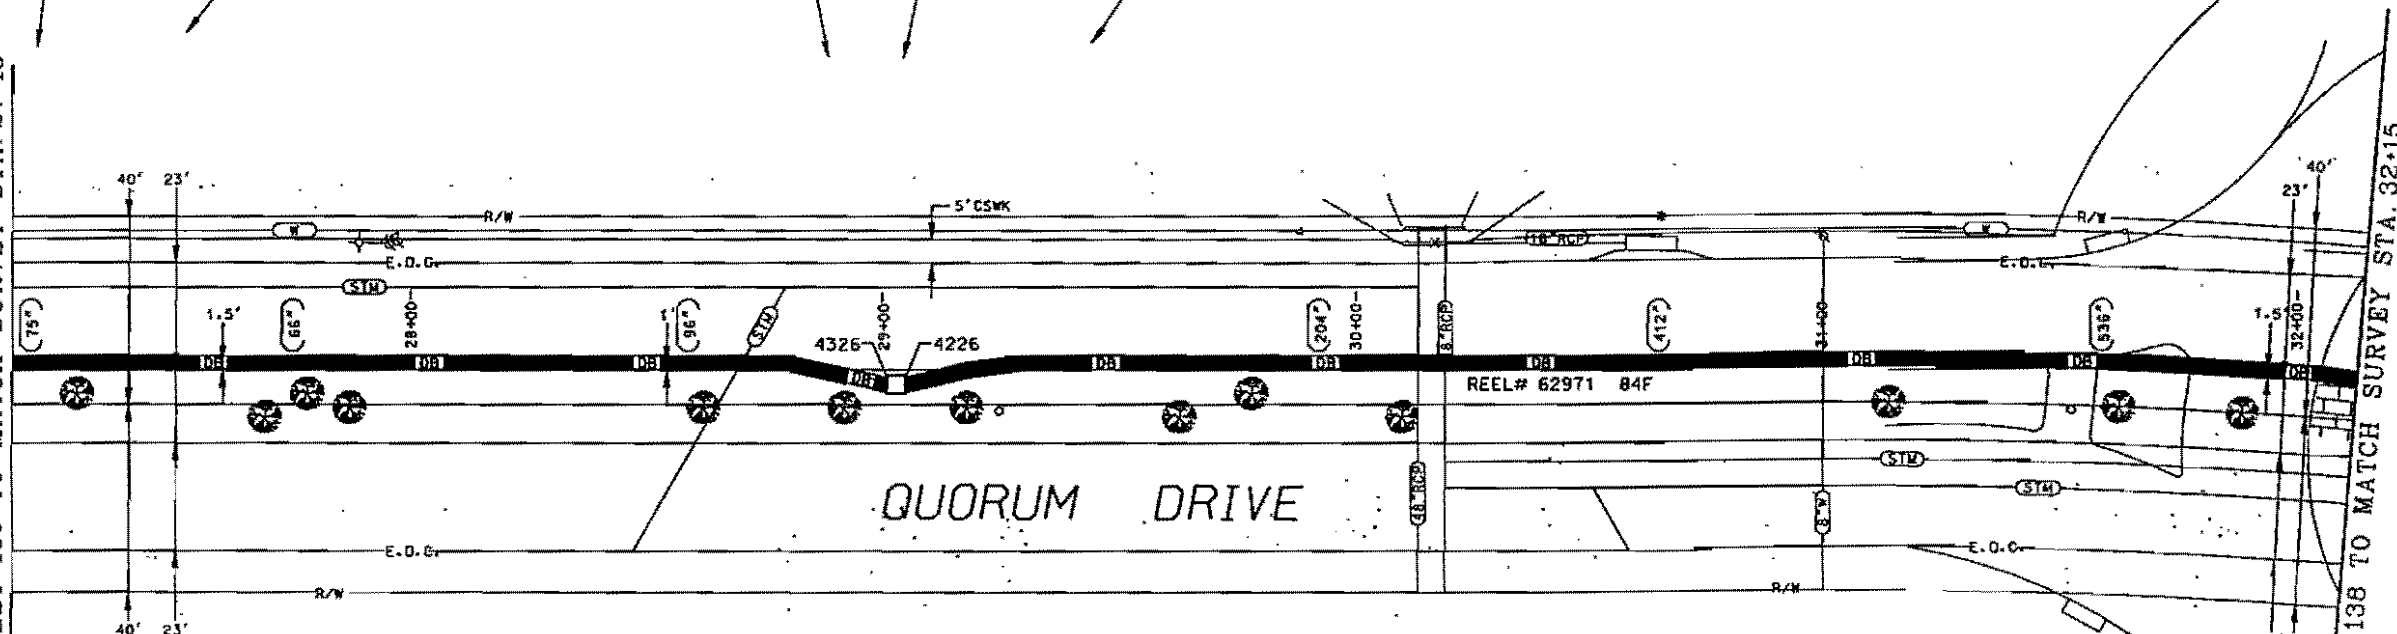 40' 23'
R/W
W
5'CSWK
E.O.C.
STM
75"
1.5'
66"
28+00
1'
96"
STM
4326
29+00
4226
204"
30+00
8"RCP
18"RCP
412"
31+00
W
R/W
E.O.C.
536"
1.5'
32+00
23'
40'
DB DB DB DB DB DB DB DB DB DB
REEL# 62971 84F
QUORUM DRIVE
48"RCP
STM
STM
8"W
E.O.C.
E.O.C.
R/W
R/W
40' 23'
138 TO MATCH SURVEY STA. 32+15